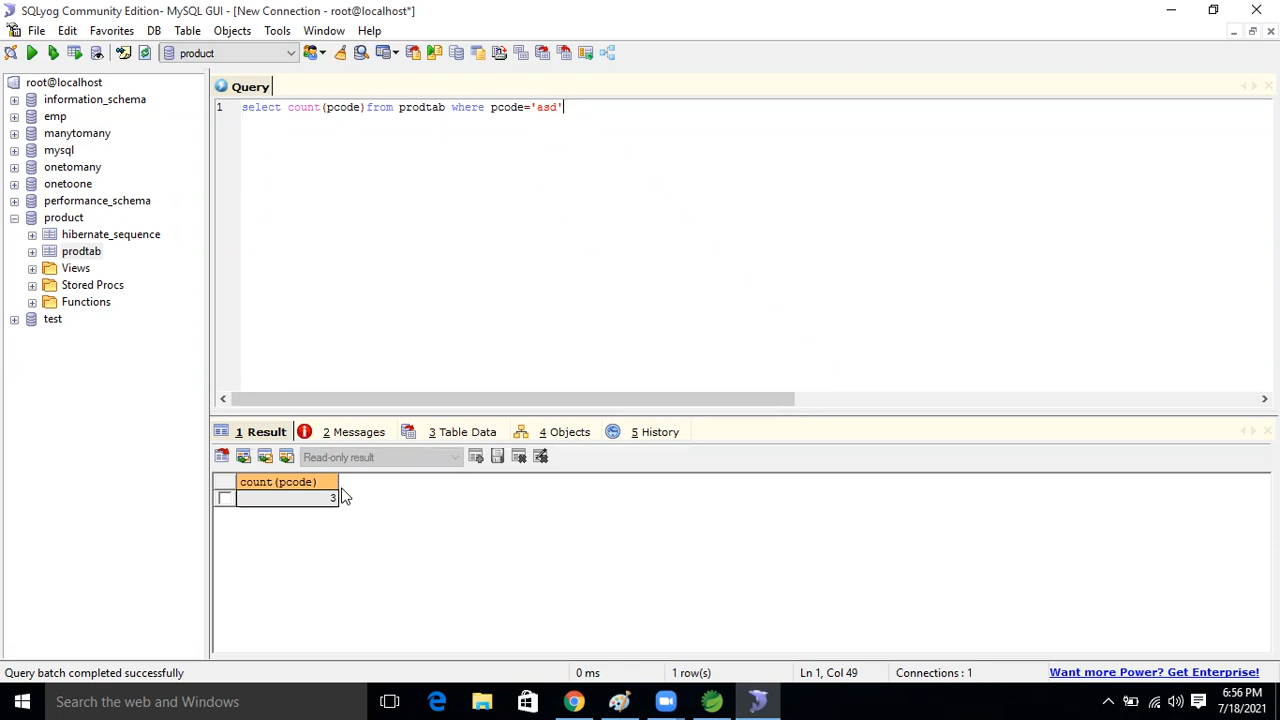 SQLyog Community Edition- MySQL GUI - [New Connection - root@localhost*]
File Edit Favorites DB Table Objects Tools Window Help
product
root@localhost
information_schema
emp
manytomany
mysql
onetomany
onetoone
performance_schema
product
hibernate_sequence
prodtab
Views
Stored Procs
Functions
test
Query
1 select count(pcode)from prodtab where pcode='asd'
1 Result 2 Messages 3 Table Data 4 Objects 5 History
Read-only result
count(pcode)
3
Query batch completed successfully 0 ms 1 row(s) Ln 1, Col 49 Connections : 1 Want more Power? Get Enterprise!
Search the web and Windows
6:56 PM
7/18/2021